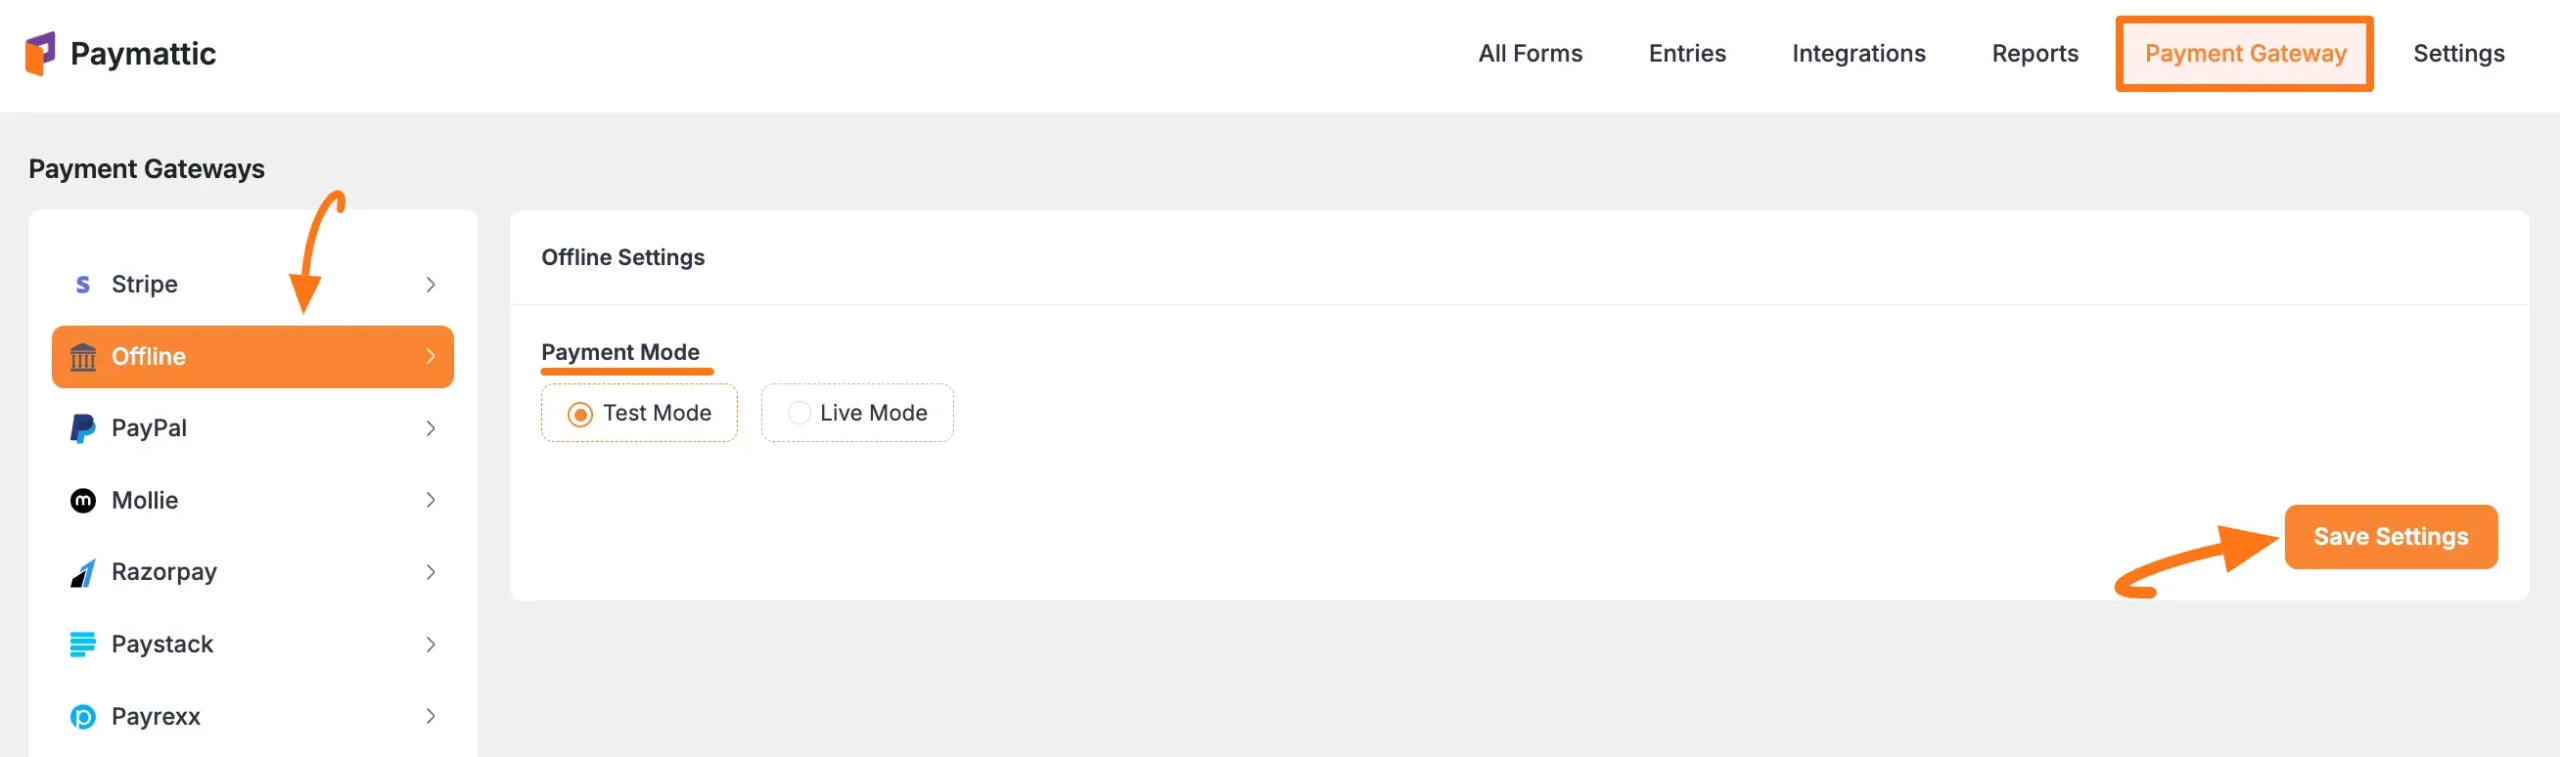 Paymattic
All Forms
Entries
Integrations
Reports
Payment Gateway
Settings
Payment Gateways
Stripe
Offline
PayPal
Mollie
Razorpay
Paystack
Payrexx
Offline Settings
Payment Mode
Test Mode
Live Mode
Save Settings